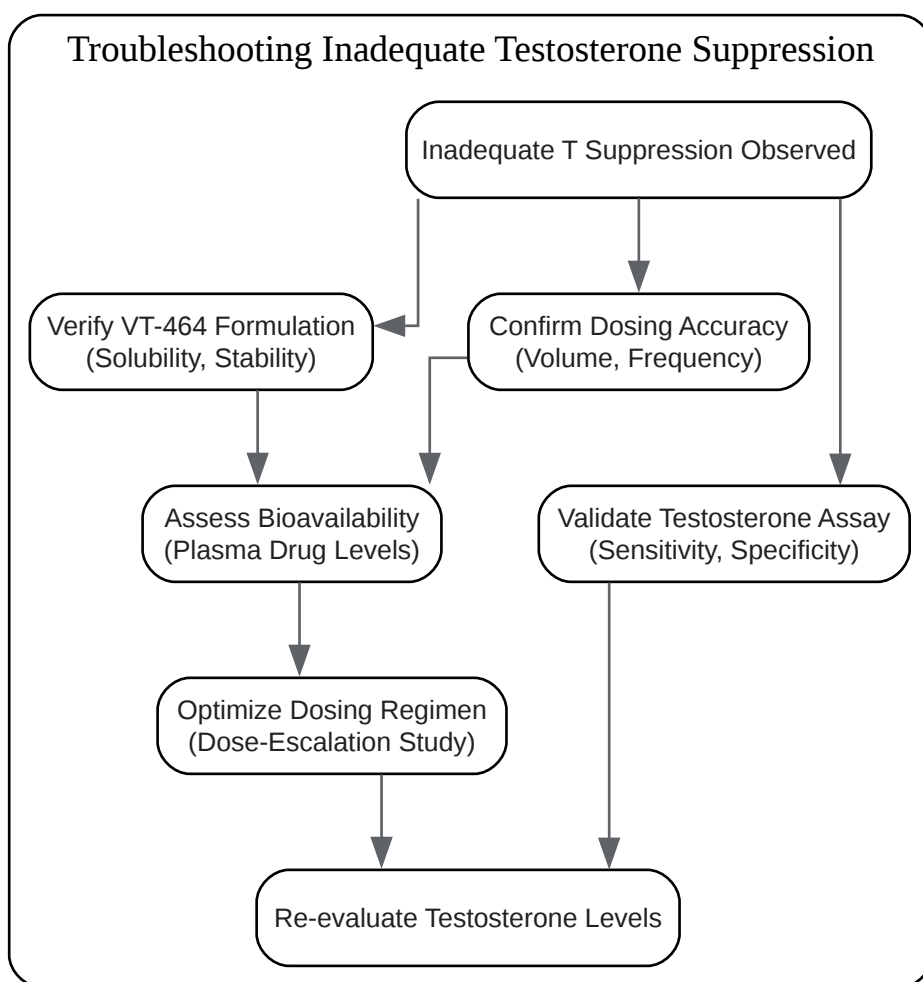 Troubleshooting Inadequate Testosterone Suppression
Inadequate T Suppression Observed
Verify VT-464 Formulation
(Solubility, Stability)
Confirm Dosing Accuracy
(Volume, Frequency)
Assess Bioavailability
(Plasma Drug Levels)
Validate Testosterone Assay
(Sensitivity, Specificity)
Optimize Dosing Regimen
(Dose-Escalation Study)
Re-evaluate Testosterone Levels